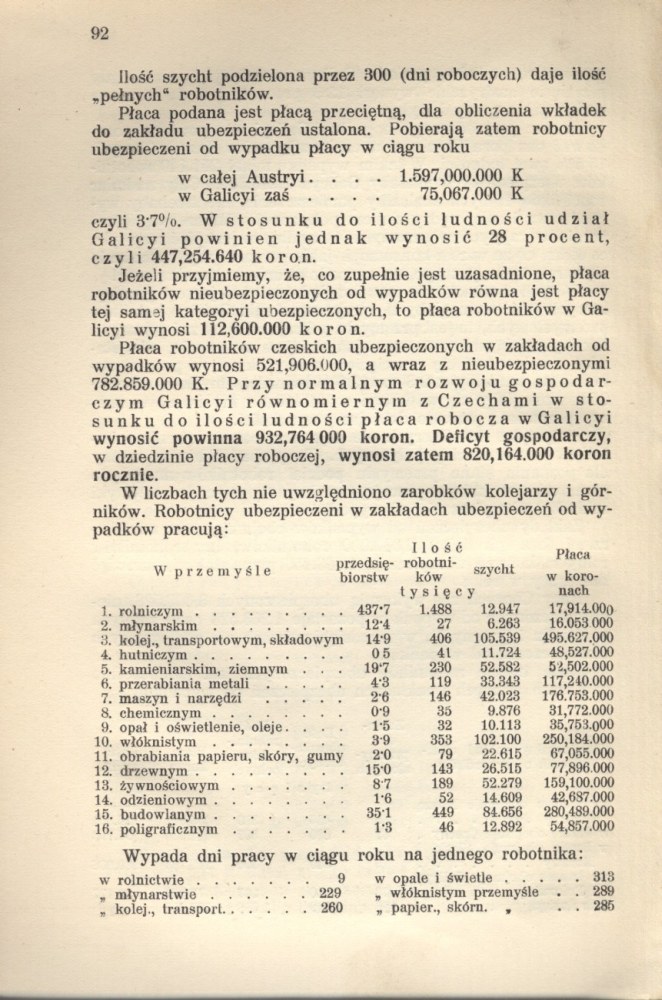 92
Ilość szycht podzielona przez 300 (dni roboczych) daje ilość
„pełnych“ robotników.
Płaca podana jest płacą przeciętną, dla obliczenia wkładek
do zakładu ubezpieczeń ustalona. Pobierają zatem robotnicy
ubezpieczeni od wypadku płacy w ciągu roku
w całej Austryi . . . . 1.597,000.000 K
w Galicyi zaś . . . . 75,067.000 K
czyli 3·7%. W stosunku do ilości ludności udział
Galicyi powinien jednak wynosić 28 procent,
czyli 447,254.640 koron.
Jeżeli przyjmiemy, że, co zupełnie jest uzasadnione, płaca
robotników nieubezpieczonych od wypadków równa jest płacy
tej samej kategoryi ubezpieczonych, to płaca robotników w Ga-
licyi wynosi 112,600.000 koron.
Płaca robotników czeskich ubezpieczonych w zakładach od
wypadków wynosi 521,906.000, a wraz z nieubezpieczonymi
782.859.000 K. Przy normalnym rozwoju gospodar-
czym Galicyi równomiernym z Czechami w sto-
sunku do ilości ludności płaca robocza w Galicyi
wynosić powinna 932,764 000 koron. Deficyt gospodarczy,
w dziedzinie płacy roboczej, wynosi zatem 820,164.000 koron
rocznie.
W liczbach tych nie uwzględniono zarobków kolejarzy i gór-
ników. Robotnicy ubezpieczeni w zakładach ubezpieczeń od wy-
padków pracują:
Ilość Płaca
W przemyśle przedsię- robotni- szycht w koro-
biorstw ków nach
tysięcy
1. rolniczym . . . . . . . . . 437·7 1.488 12.947 17,914.000
2. młynarskim . . . . . . . . 12·4 27 6.263 16.053 000
3. kolej., transportowym, składowym 14·9 406 105.539 495.627.000
4. hutniczym . . . . . . . . . 0 5 41 11.724 48,527.000
5. kamieniarskim, ziemnym . . . 19·7 230 52.582 52,502.000
6. przerabiania metali . . . . . 4·3 119 33.343 117,240.000
7. maszyn i narzędzi . . . . . 2·6 146 42.023 176.753.000
8. chemicznym . . . . . . . . 0·9 35 9.876 31,772.000
9. opał i oświetlenie, oleje . . . . 1·5 32 10.113 35,753.000
10. włóknistym . . . . . . . . 3 9 353 102.100 250,184.000
11. obrabiania papieru, skóry, gumy 2·0 79 22.615 67,055.000
12. drzewnym . . . . . . . . . 15·0 143 26.515 77,896.000
13. żywnościowym . . . . . . . 8 7 189 52.279 159,100.000
14. odzieniowym . . . . . . . . 1·6 52 14.609 42,687.000
15. budowlanym . . . . . . . . 35·1 449 84.656 280,489.000
16. poligraficznym . . . . . . . 1·3 46 12.892 54,857.000
Wypada dni pracy w ciągu roku na jednego robotnika:
w rolnictwie . . . . . . . 9 w opale i świetle . . . . . 313
„ młynarstwie . . . . . . 229 „ włóknistym przemyśle . . 289
„ kolej., transport. . . . . . 260 „ papier., skórn. „ . . 285